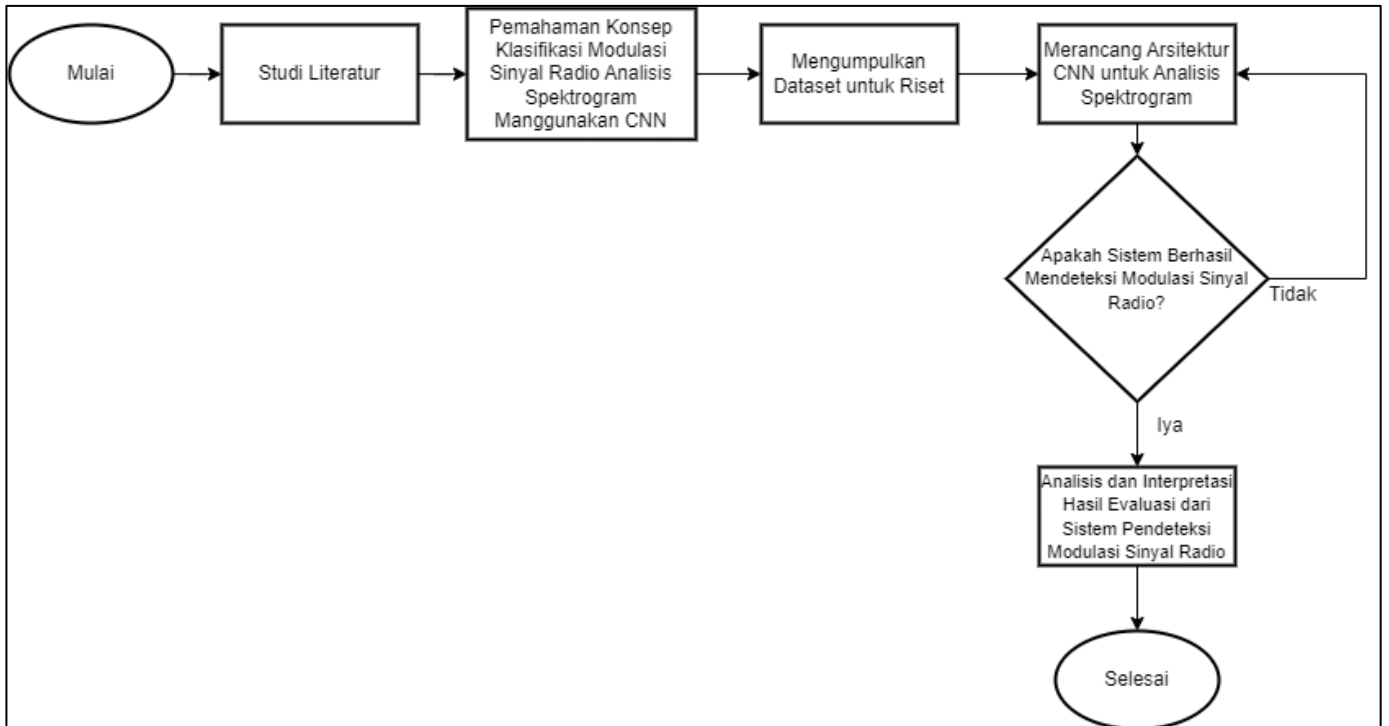 Mulai
Studi Literatur
Pemahaman Konsep
Klasifikasi Modulasi
Sinyal Radio Analisis
Spektrogram
Manggunakan CNN
Mengumpulkan
Dataset untuk Riset
Merancang Arsitektur
CNN untuk Analisis
Spektrogram
Apakah Sistem Berhasil
Mendeteksi Modulasi Sinyal
Radio?
Tidak
Iya
Analisis dan Interpretasi
Hasil Evaluasi dari
Sistem Pendeteksi
Modulasi Sinyal Radio
Selesai